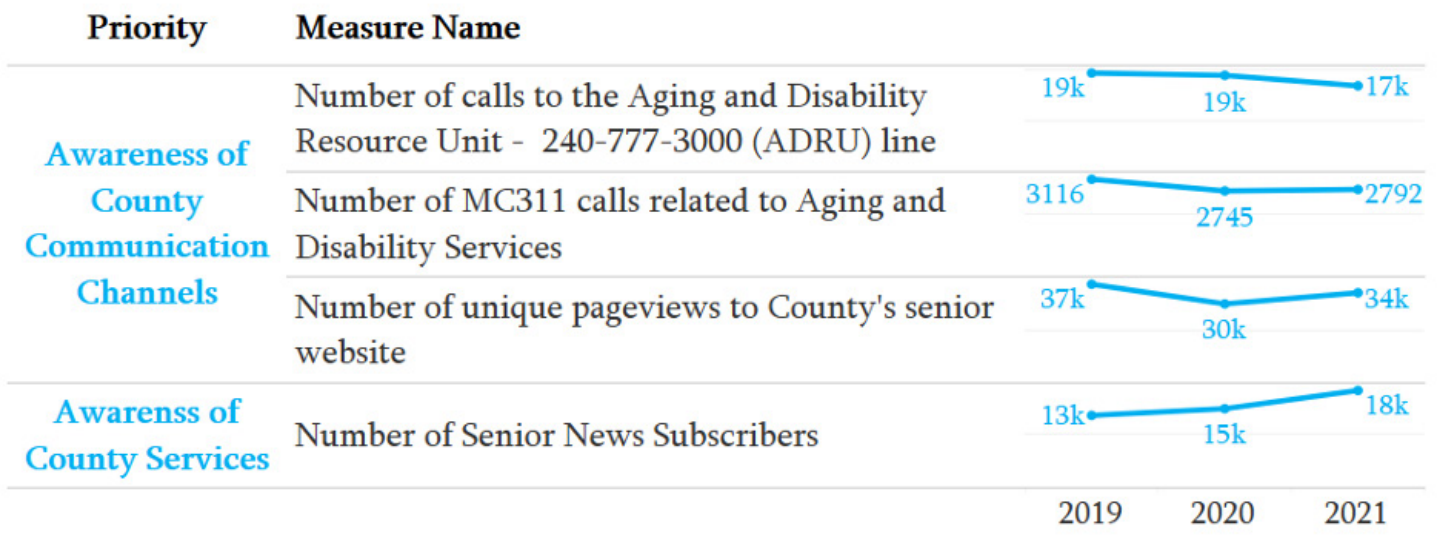 Priority Measure Name
Awareness of
County
Communication
Channels
Number of calls to the Aging and Disability
Resource Unit - 240-777-3000 (ADRU) line
19k 19k 17k
Number of MC311 calls related to Aging and
Disability Services
3116 2745 2792
Number of unique pageviews to County's senior
website
37k 30k 34k
Awarenss of
County Services
Number of Senior News Subscribers
13k 15k 18k
2019 2020 2021